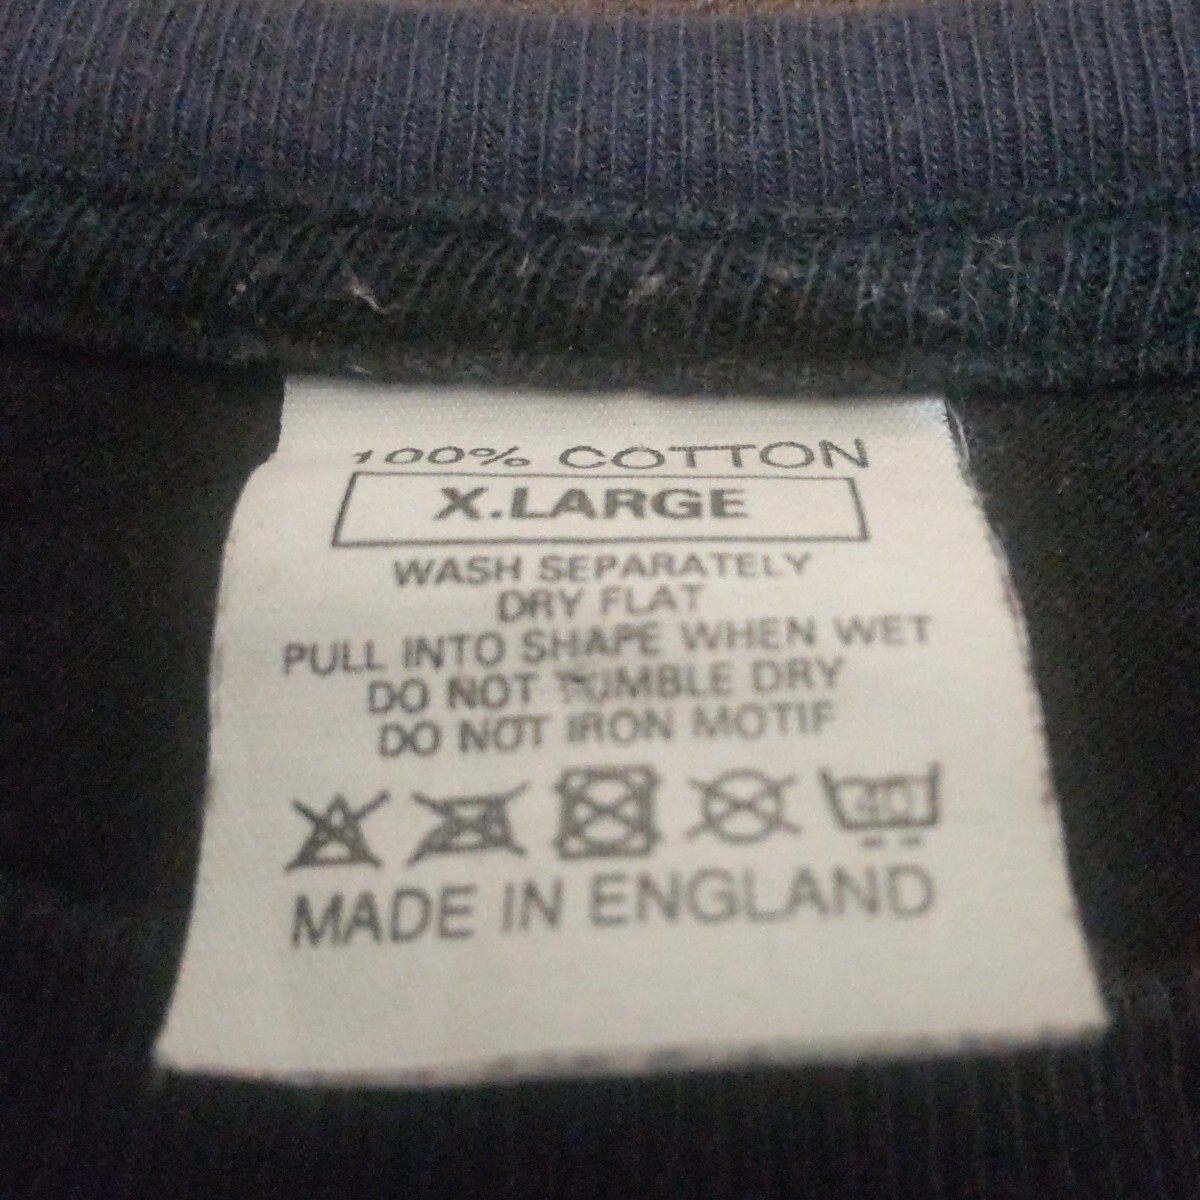 100% COTTON
X.LARGE
WASH SEPARATELY
DRY FLAT
PULL INTO SHAPE WHEN WET
DO NOT TUMBLE DRY
DO NOT IRON MOTIF
40
MADE IN ENGLAND